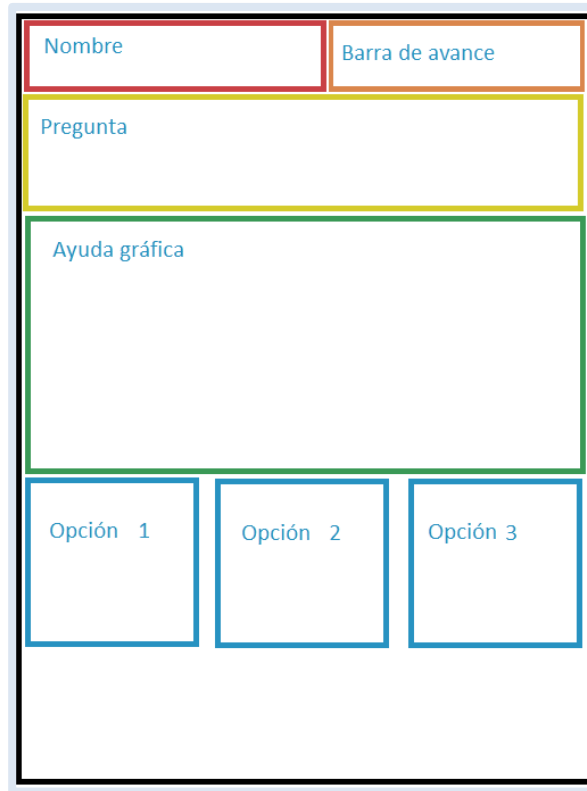 Nombre
Barra de avance
Pregunta
Ayuda gráfica
Opción 1
Opción 2
Opción 3